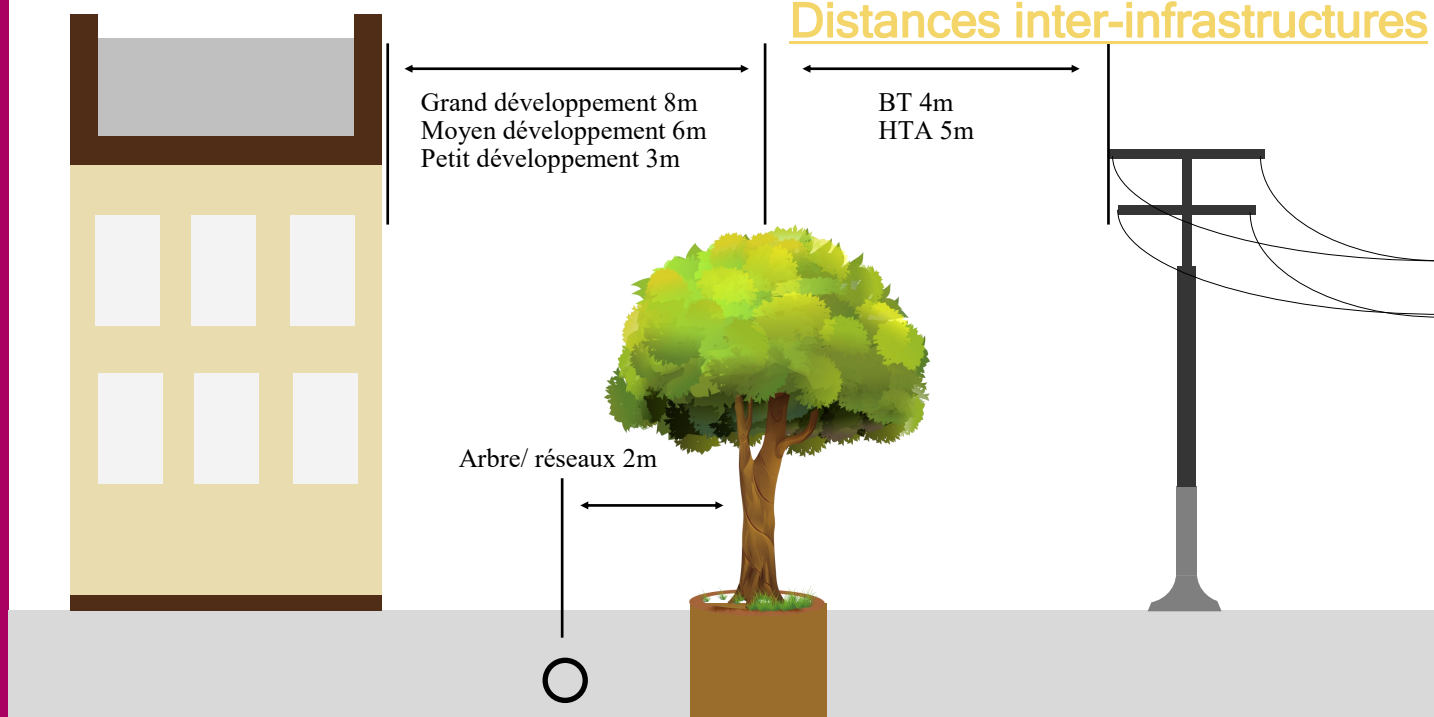 Distances inter-infrastructures
Grand développement 8m
Moyen développement 6m
Petit développement 3m
BT 4m
HTA 5m
Arbre/ réseaux 2m